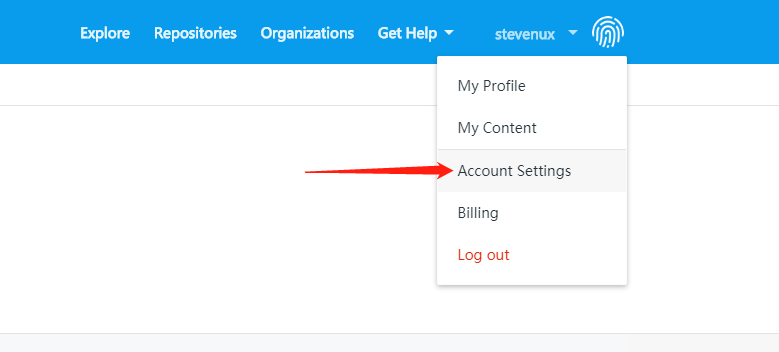 Explore Repositories Organizations Get Help stevenux
My Profile
My Content
Account Settings
Billing
Log out